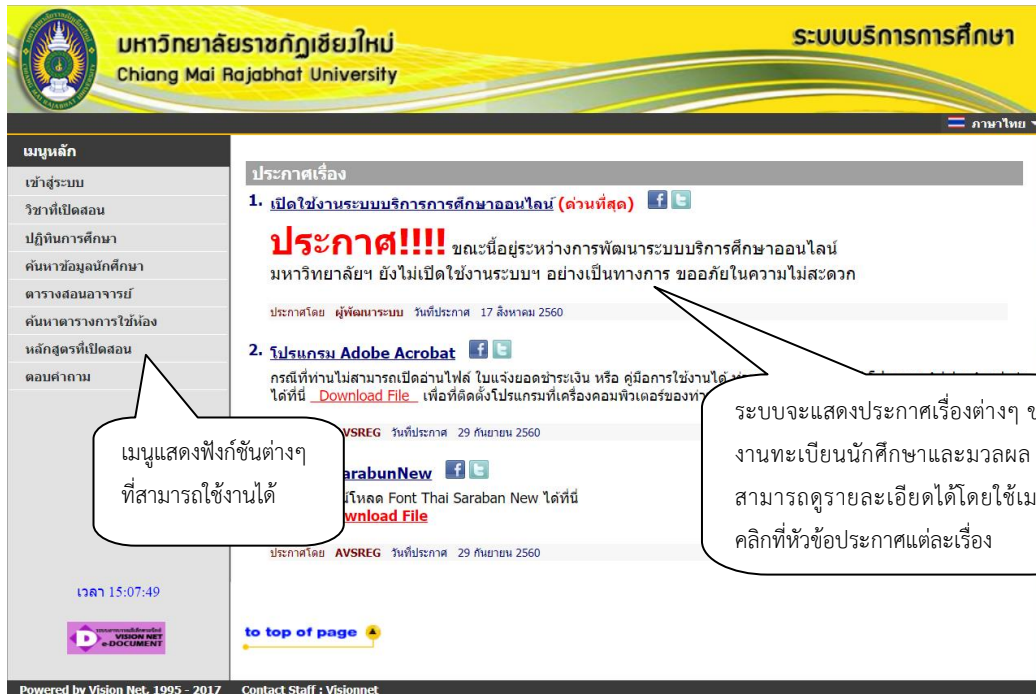 มหาวิทยาลัยราชภัฏเชียงใหม่
Chiang Mai Rajabhat University
ระบบบริการการศึกษา
ภาษาไทย
เมนูหลัก
เข้าสู่ระบบ
วิชาที่เปิดสอน
ปฏิทินการศึกษา
ค้นหาข้อมูลนักศึกษา
ตารางสอนอาจารย์
ค้นหาตารางการใช้ห้อง
หลักสูตรที่เปิดสอน
ตอบคำถาม
ประกาศเรื่อง
1. เปิดใช้งานระบบบริการการศึกษาออนไลน์ (ด่วนที่สุด)
ประกาศ!!!! ขณะนี้อยู่ระหว่างการพัฒนาระบบบริการศึกษาออนไลน์
มหาวิทยาลัยฯ ยังไม่เปิดใช้งานระบบฯ อย่างเป็นทางการ ขออภัยในความไม่สะดวก
ประกาศโดย ผู้พัฒนาระบบ วันที่ประกาศ 17 สิงหาคม 2560
2. โปรแกรม Adobe Acrobat
กรณีที่ท่านไม่สามารถเปิดอ่านไฟล์ ใบแจ้งยอดชำระเงิน หรือ คู่มือการใช้งานได้
ได้ที่นี่ Download File เพื่อที่ติดตั้งโปรแกรมที่เครื่องคอมพิวเตอร์ของท่าน
VSREG วันที่ประกาศ 29 กันยายน 2560
arabunNew
โหลด Font Thai Saraban New ได้ที่นี่
wnload File
ประกาศโดย AVSREG วันที่ประกาศ 29 กันยายน 2560
เมนูแสดงฟังก์ชันต่างๆ
ที่สามารถใช้งานได้
ระบบจะแสดงประกาศเรื่องต่างๆ ข
งานทะเบียนนักศึกษาและมวลผล
สามารถดูรายละเอียดได้โดยใช้เม
คลิกที่หัวข้อประกาศแต่ละเรื่อง
เวลา 15:07:49
VISION NET
e-DOCUMENT
to top of page
Powered by Vision Net, 1995 - 2017 Contact Staff : Visionnet